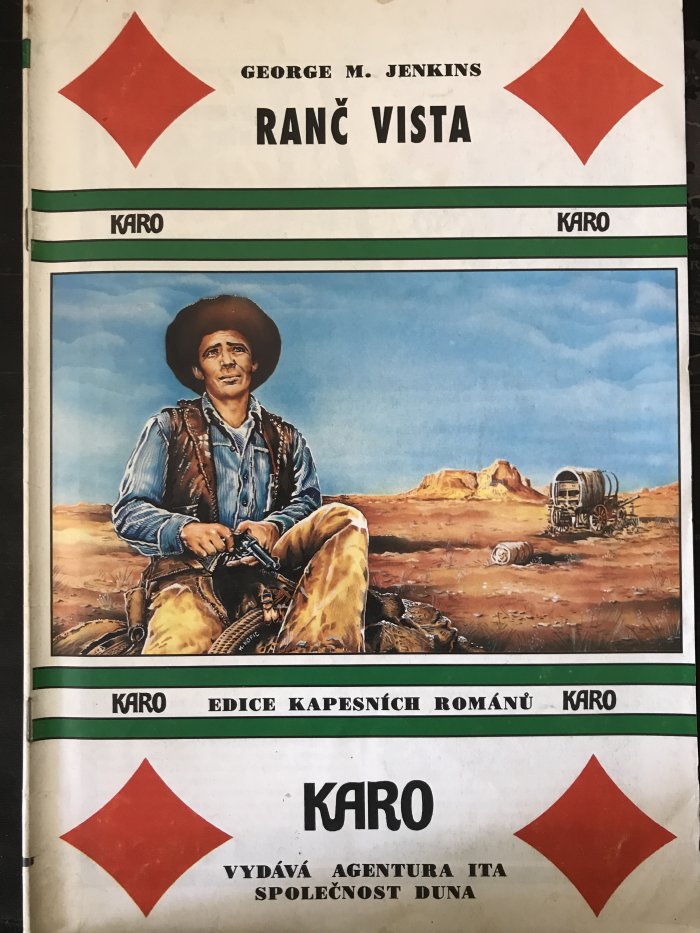 GEORGE M. JENKINS
RANČ VISTA
KARO KARO
KARO EDICE KAPESNÍCH ROMÁNŮ KARO
KARO
VYDÁVÁ AGENTURA ITA
SPOLEČNOST DUNA